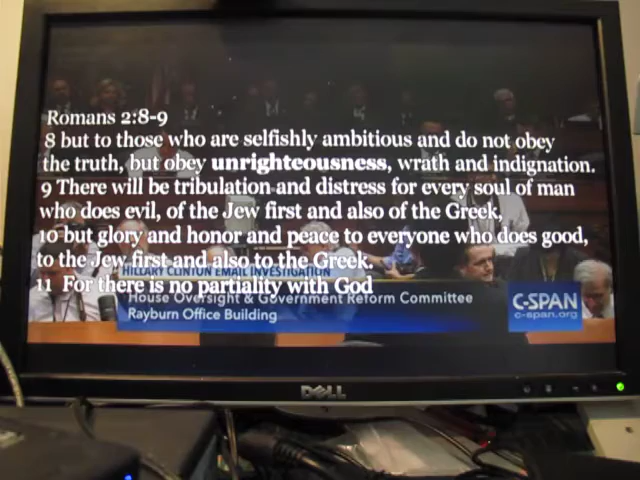 Romans 2:8-9
8 but to those who are selfishly ambitious and do not obey
the truth, but obey unrighteousness, wrath and indignation.
9 There will be tribulation and distress for every soul of man
who does evil, of the Jew first and also of the Greek,
10 but glory and honor and peace to everyone who does good,
to the Jew first and also to the Greek.
HILLARY CLINTON EMAIL INVESTIGATION
11 For there is no partiality with God
House Oversight & Government Reform Committee
Rayburn Office Building
C-SPAN
c-span.org
DELL